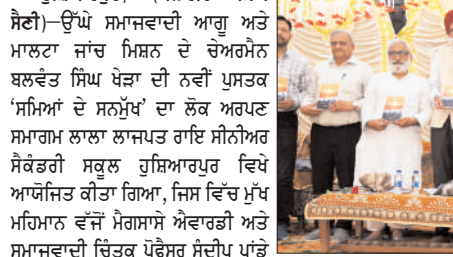 ਸੈਣੀ)–ਉੱਘੇ ਸਮਾਜਵਾਦੀ ਆਗੂ ਅਤੇ
ਮਾਲਟਾ ਜਾਂਚ ਮਿਸ਼ਨ ਦੇ ਚੇਅਰਮੈਨ
ਬਲਵੰਤ ਸਿੰਘ ਖੇੜਾ ਦੀ ਨਵੀਂ ਪੁਸਤਕ
‘ਸਮਿਆਂ ਦੇ ਸਨਮੁੱਖ’ ਦਾ ਲੋਕ ਅਰਪਣ
ਸਮਾਗਮ ਲਾਲਾ ਲਾਜਪਤ ਰਾਇ ਸੀਨੀਅਰ
ਸੈਕੰਡਰੀ ਸਕੂਲ ਹੁਸ਼ਿਆਰਪੁਰ ਵਿਖੇ
ਆਯੋਜਿਤ ਕੀਤਾ ਗਿਆ, ਜਿਸ ਵਿੱਚ ਮੁੱਖ
ਮਹਿਮਾਨ ਵੱਜੋਂ ਮੈਗਸਾਸੇ ਐਵਾਰਡੀ ਅਤੇ
ਸਮਾਜਵਾਦੀ ਚਿੰਤਕ ਪ੍ਰੋਫੈਸਰ ਸੰਦੀਪ ਪਾਂਡੇ